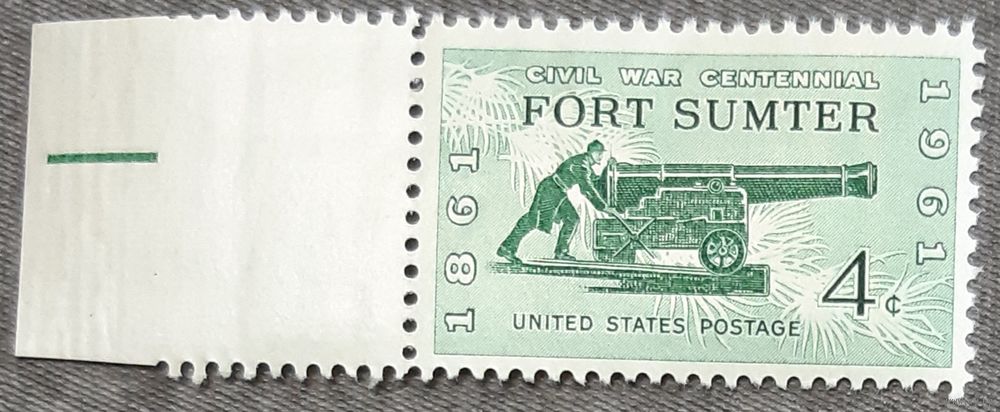 CIVIL WAR CENTENNIAL
FORT SUMTER
1861
1961
4¢
UNITED STATES POSTAGE